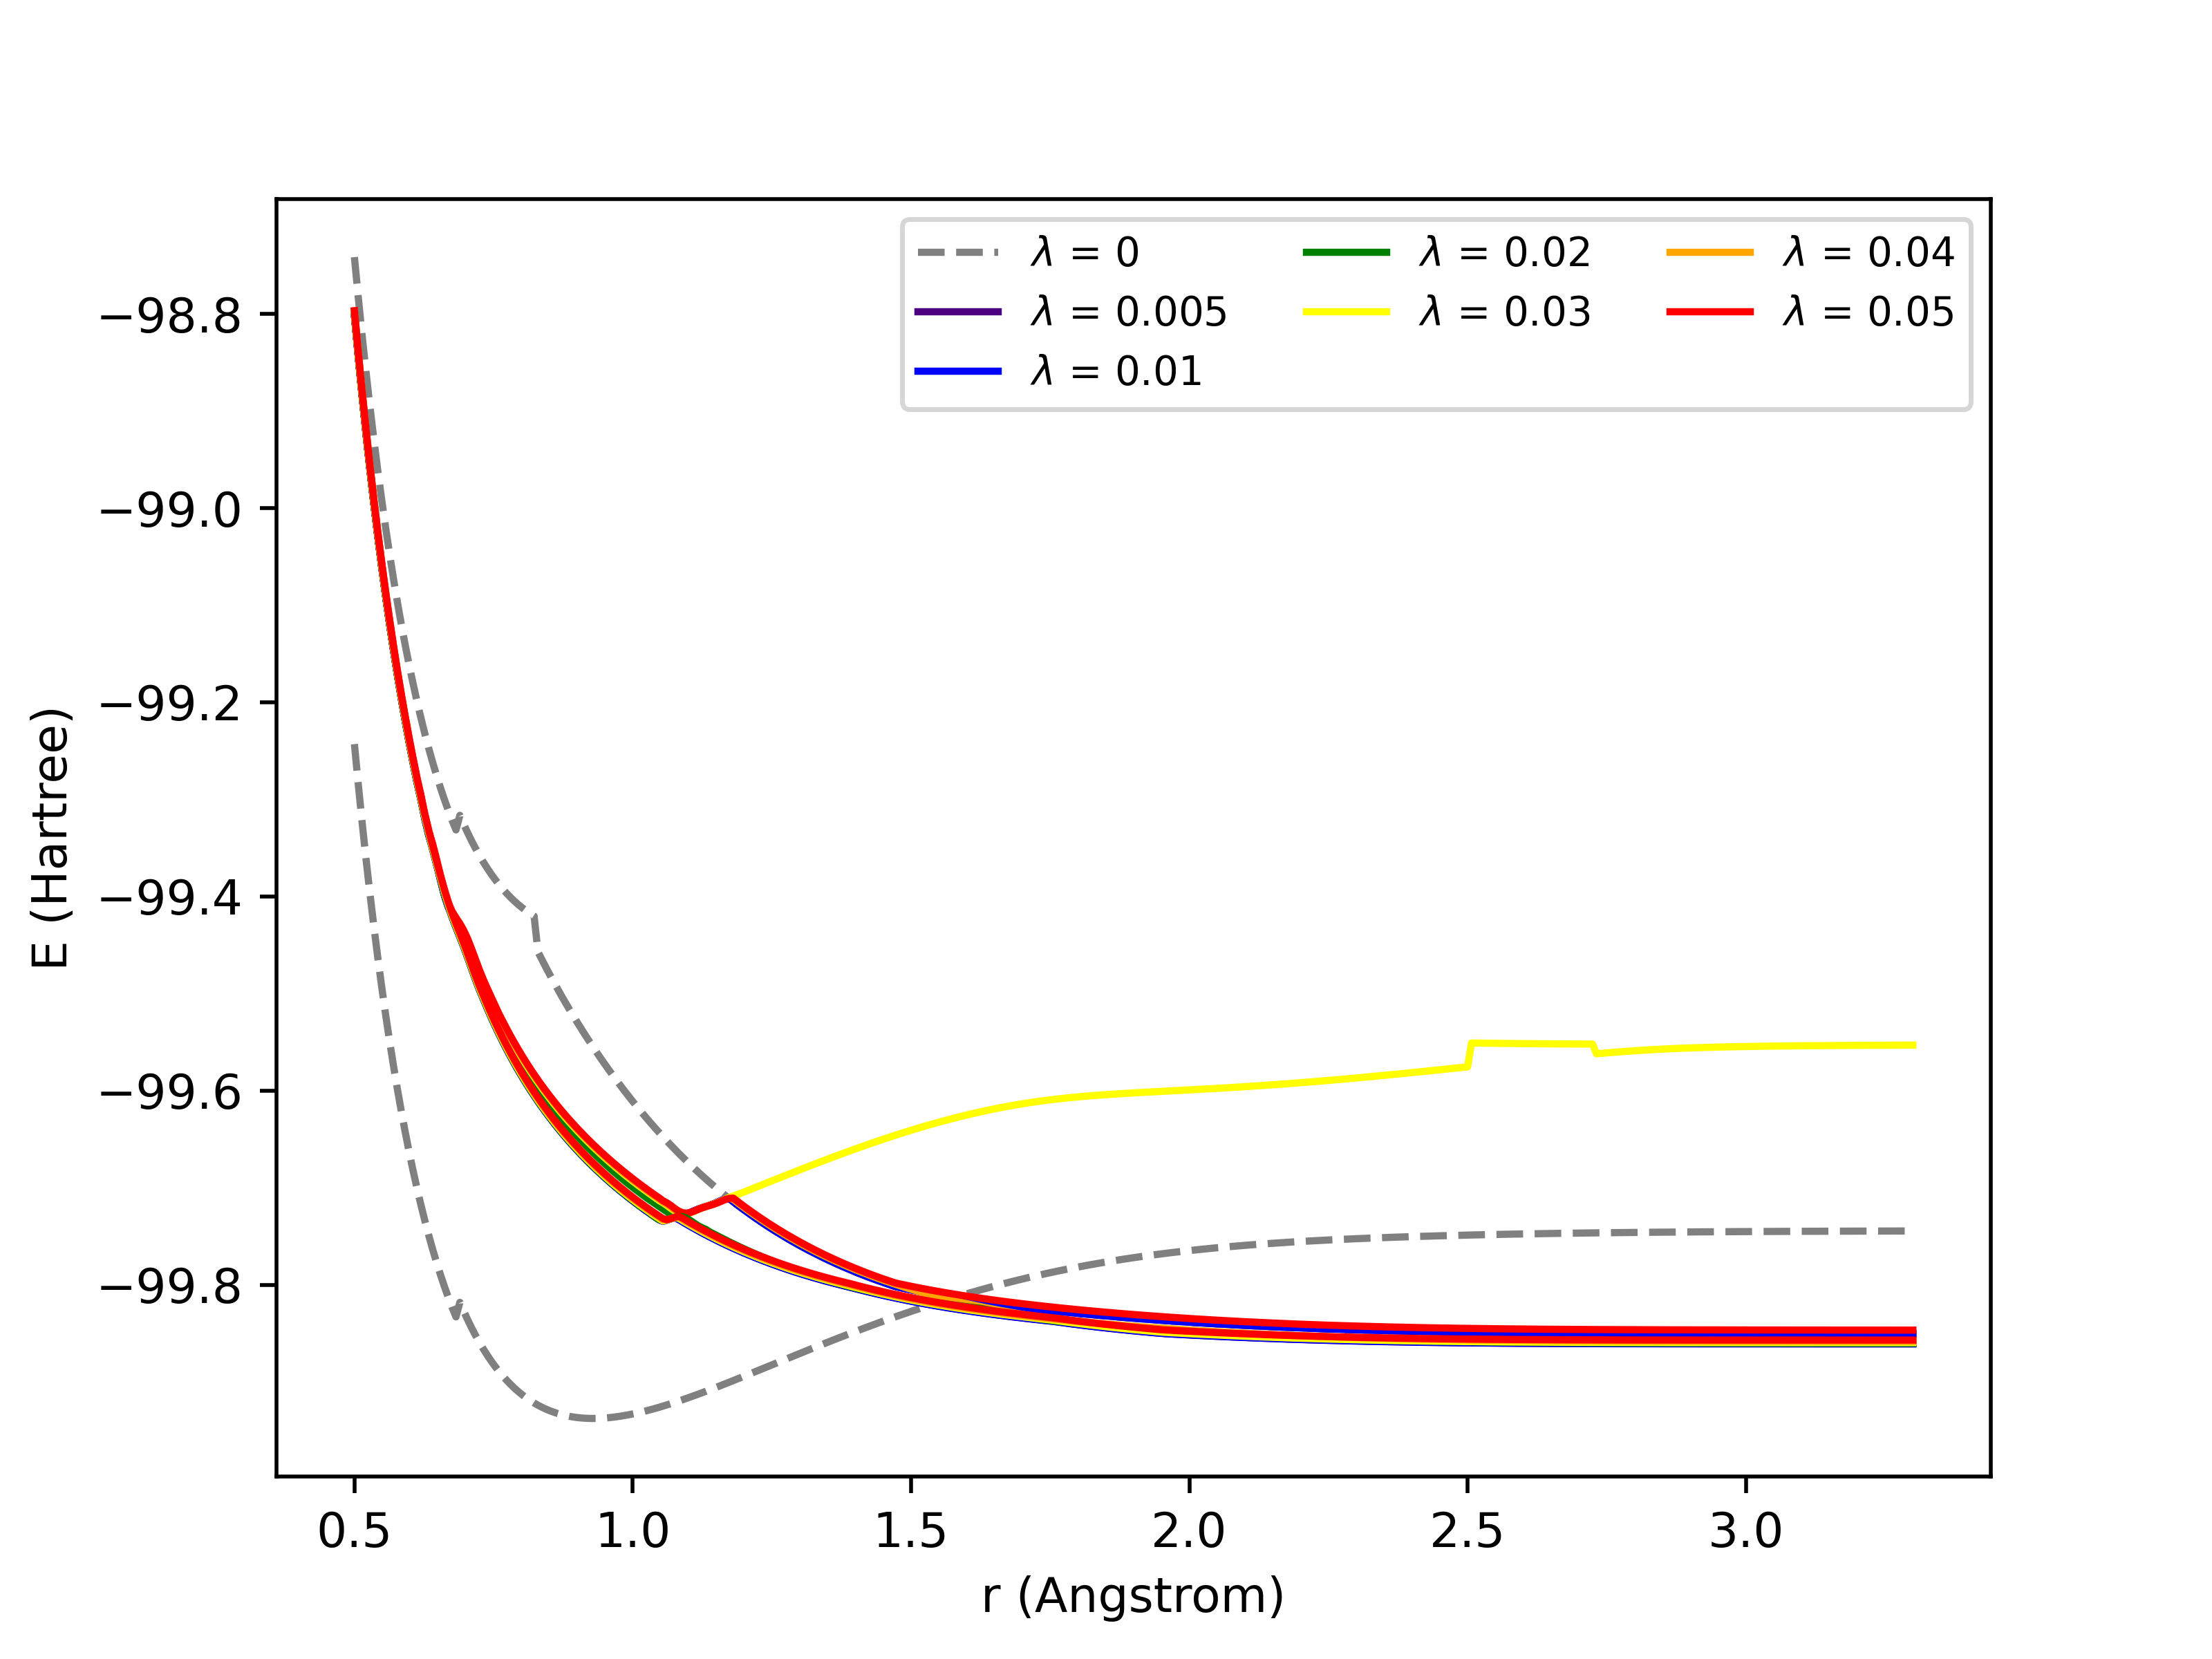 λ = 0
λ = 0.005
λ = 0.01
λ = 0.02
λ = 0.03
λ = 0.04
λ = 0.05
E (Hartree)
−98.8
−99.0
−99.2
−99.4
−99.6
−99.8
0.5 1.0 1.5 2.0 2.5 3.0
r (Angstrom)